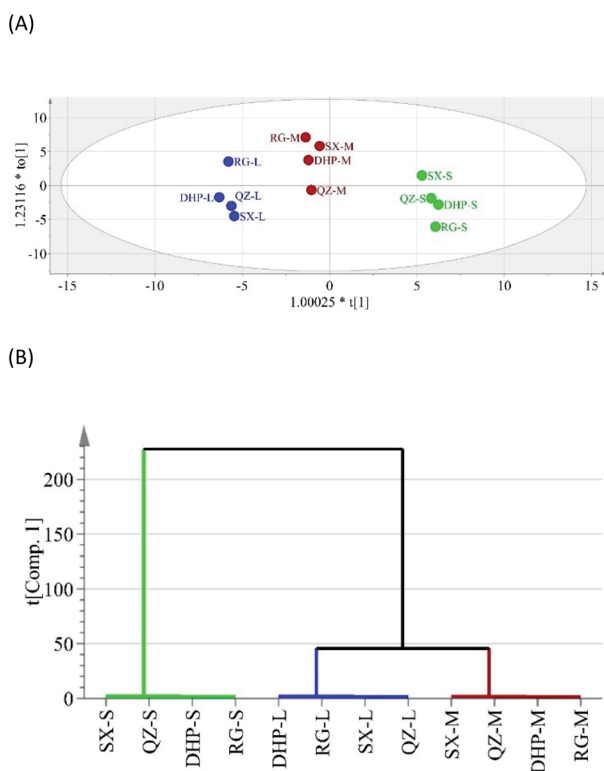 (A)
1.23116 * to[1]
10
5
0
-5
-10
RG-M
SX-M
RG-L
DHP-M
SX-S
DHP-L
QZ-L
QZ-M
QZ-S
DHP-S
SX-L
RG-S
-15
-10
-5
0
5
10
15
1.00025 * t[1]
(B)
t[Comp. 1]
200
150
100
50
0
SX-S
QZ-S
DHP-S
RG-S
DHP-L
RG-L
SX-L
QZ-L
SX-M
QZ-M
DHP-M
RG-M